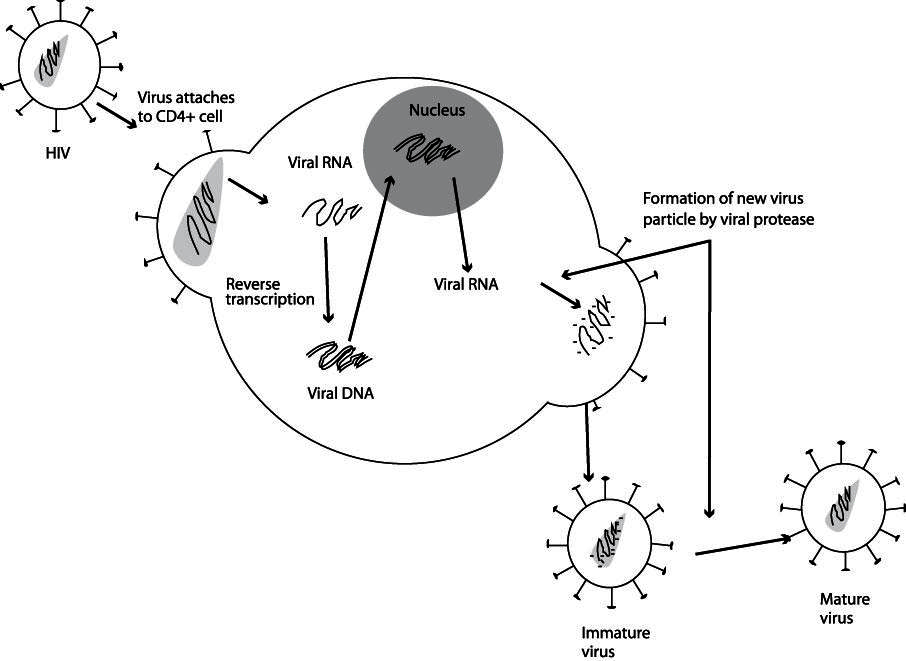 Virus attaches
to CD4+ cell
HIV
Nucleus
Viral RNA
Formation of new virus
particle by viral protease
Reverse
transcription
Viral RNA
Viral DNA
Immature
virus
Mature
virus